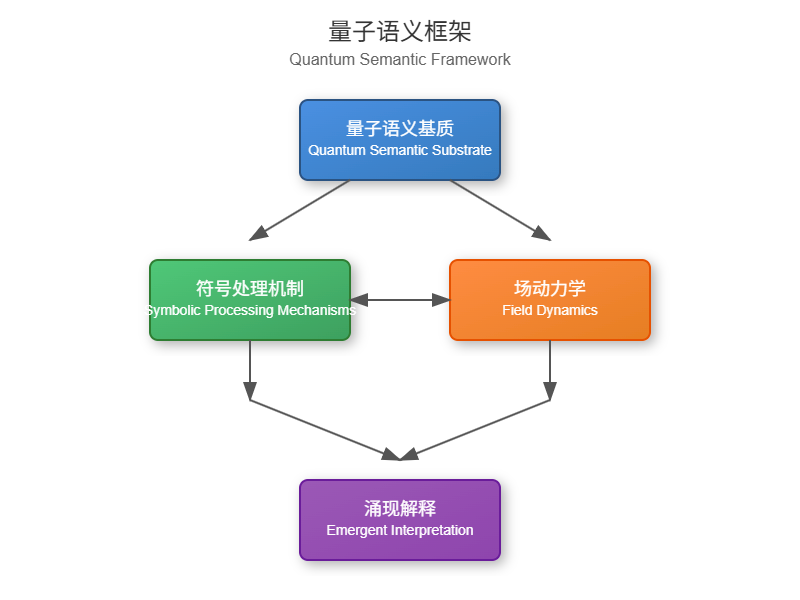 量子语义框架
Quantum Semantic Framework
量子语义基质
Quantum Semantic Substrate
符号处理机制
Symbolic Processing Mechanisms
场动力学
Field Dynamics
涌现解释
Emergent Interpretation